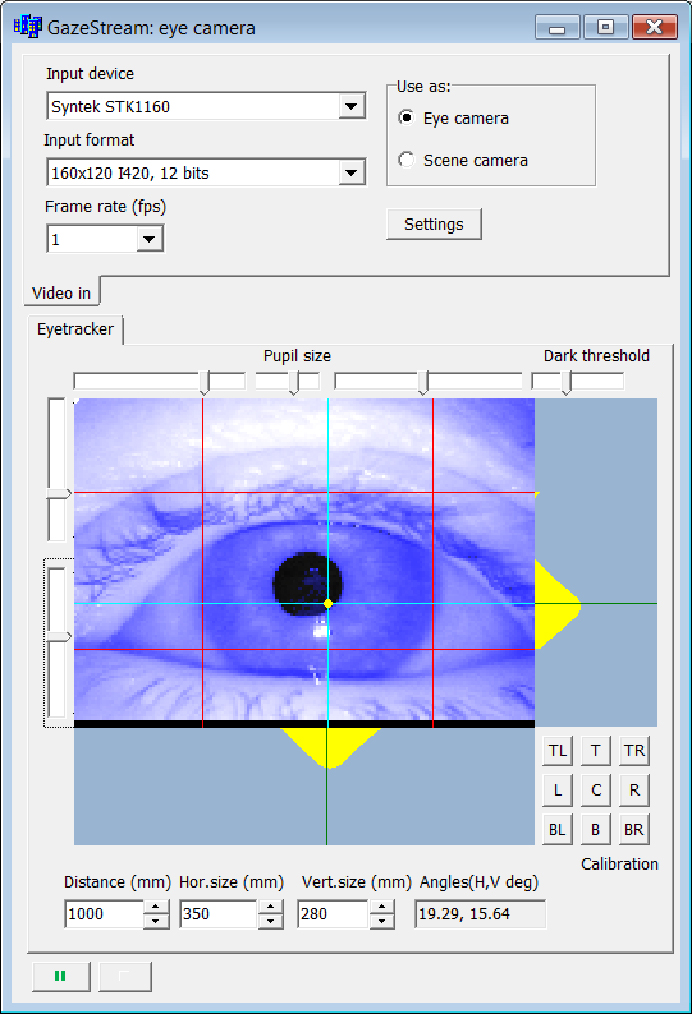 GazeStream: eye camera
Input device
Syntek STK1160
Input format
160x120 I420, 12 bits
Frame rate (fps)
1
Use as:
Eye camera
Scene camera
Settings
Video in
Eyetracker
Pupil size
Dark threshold
TL T TR
L C R
BL B BR
Calibration
Distance (mm) Hor.size (mm) Vert.size (mm) Angles(H,V deg)
1000 350 280 19.29, 15.64